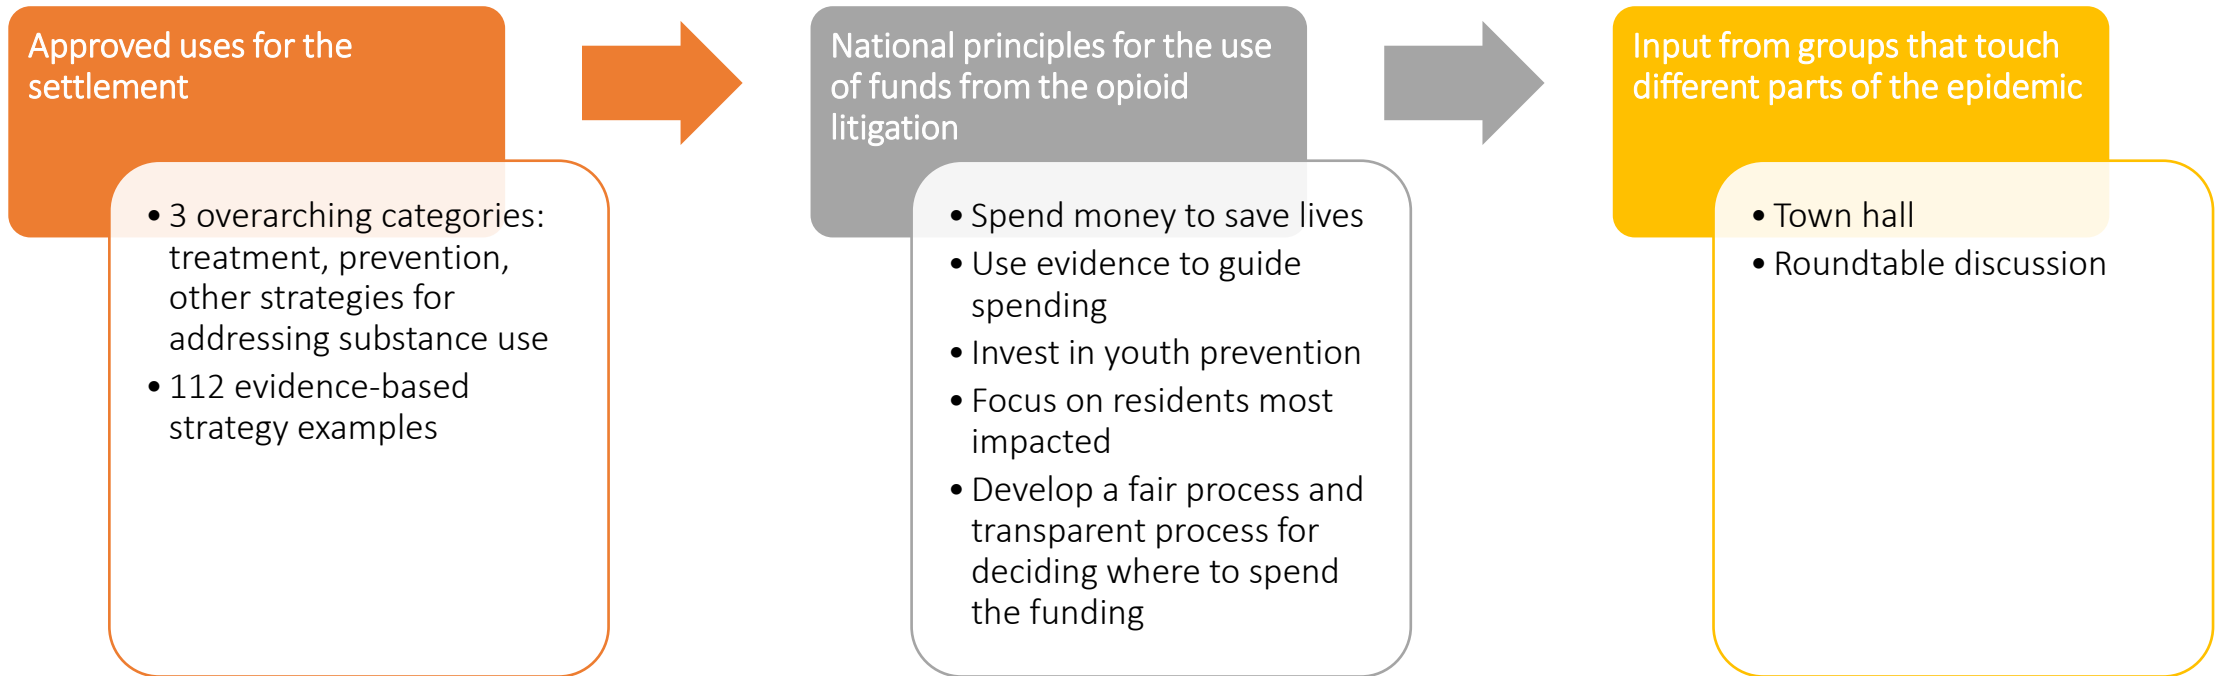 Approved uses for the
settlement
• 3 overarching categories:
treatment, prevention,
other strategies for
addressing substance use
• 112 evidence-based
strategy examples
National principles for the use
of funds from the opioid
litigation
• Spend money to save lives
• Use evidence to guide
spending
• Invest in youth prevention
• Focus on residents most
impacted
• Develop a fair process and
transparent process for
deciding where to spend
the funding
Input from groups that touch
different parts of the epidemic
• Town hall
• Roundtable discussion